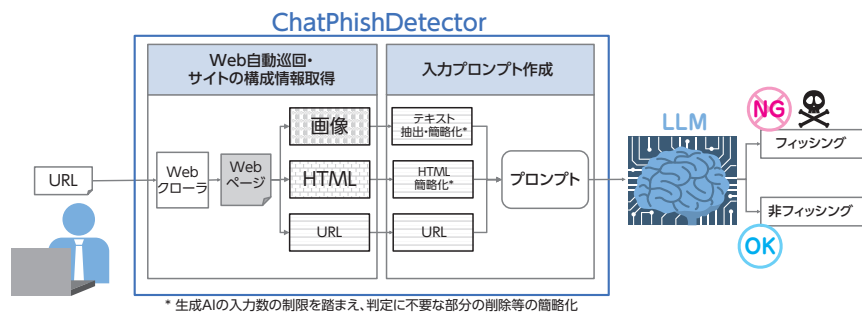 ChatPhishDetector
Web自動巡回・
サイトの構成情報取得
入力プロンプト作成
URL
Web
クローラ
Web
ページ
画像
HTML
URL
テキスト
抽出・簡略化*
HTML
簡略化*
URL
プロンプト
LLM
NG
フィッシング
非フィッシング
OK
* 生成AIの入力数の制限を踏まえ、判定に不要な部分の削除等の簡略化